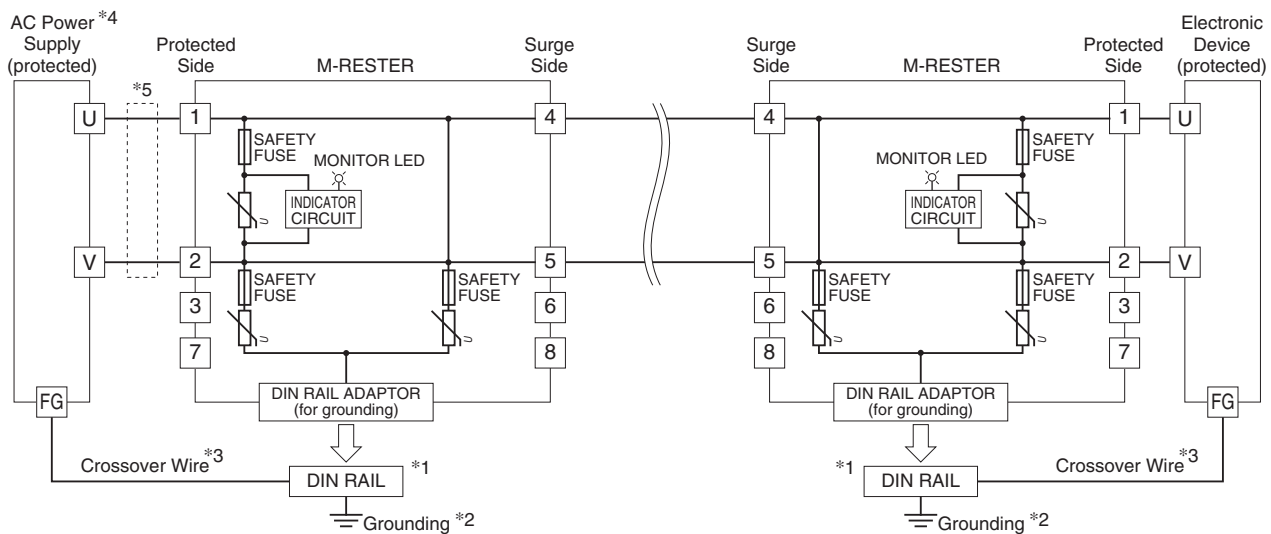 AC Power *4
Supply
(protected)
Protected
Side
M-RESTER
Surge
Side
Surge
Side
M-RESTER
Protected
Side
Electronic
Device
(protected)
*5
U
1
4
4
1
U
SAFETY
FUSE
MONITOR LED
INDICATOR
CIRCUIT
U
MONITOR LED
INDICATOR
CIRCUIT
SAFETY
FUSE
U
V
2
5
5
2
V
SAFETY
FUSE
U
SAFETY
FUSE
U
SAFETY
FUSE
U
SAFETY
FUSE
U
3
6
6
3
7
8
8
7
DIN RAIL ADAPTOR
(for grounding)
DIN RAIL ADAPTOR
(for grounding)
FG
FG
Crossover Wire*3
DIN RAIL
*1
*1
DIN RAIL
Crossover Wire*3
Grounding *2
Grounding *2